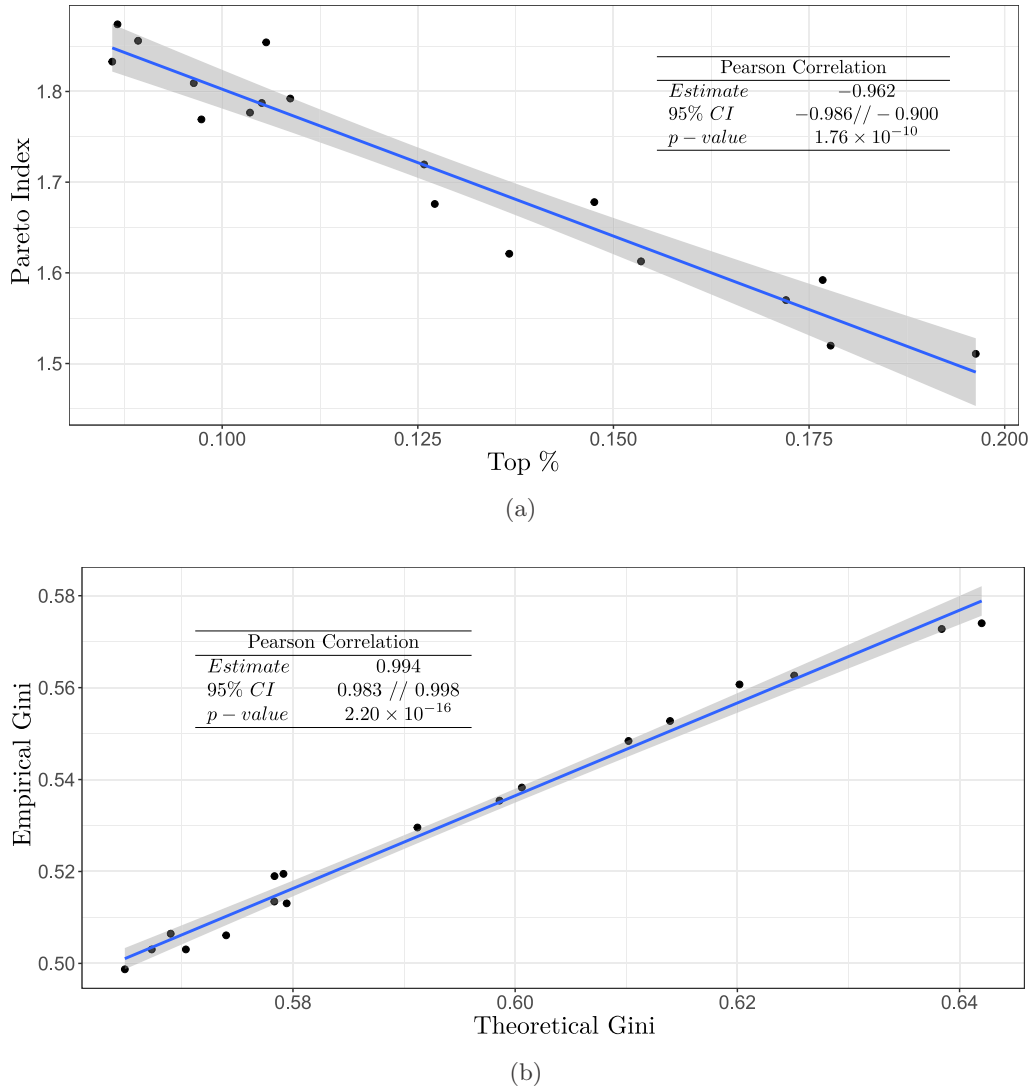 Pareto Index
1.8
1.7
1.6
1.5
Pearson Correlation
Estimate −0.962
95% CI −0.986// − 0.900
p − value 1.76 × 10⁻¹⁰
0.100 0.125 0.150 0.175 0.200
Top %
(a)
Empirical Gini
0.58
0.56
0.54
0.52
0.50
Pearson Correlation
Estimate 0.994
95% CI 0.983 // 0.998
p − value 2.20 × 10⁻¹⁶
0.58 0.60 0.62 0.64
Theoretical Gini
(b)